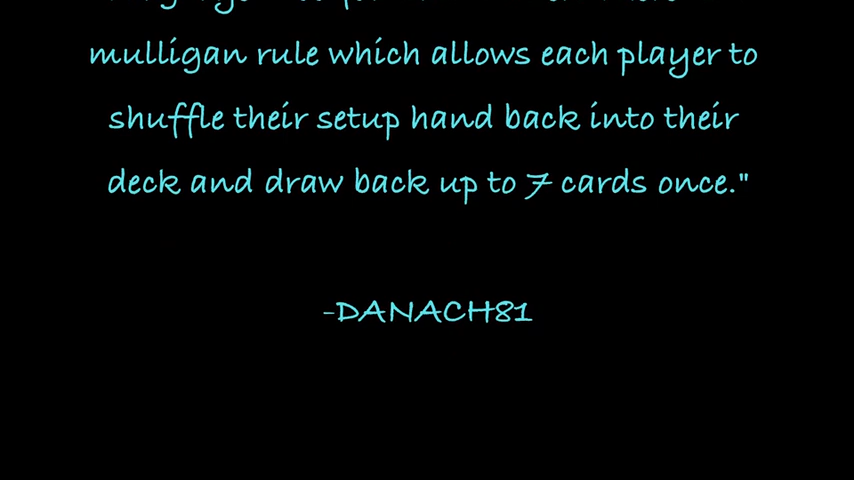 mulligan rule which allows each player to
shuffle their setup hand back into their
deck and draw back up to 7 cards once."
-DANACH81